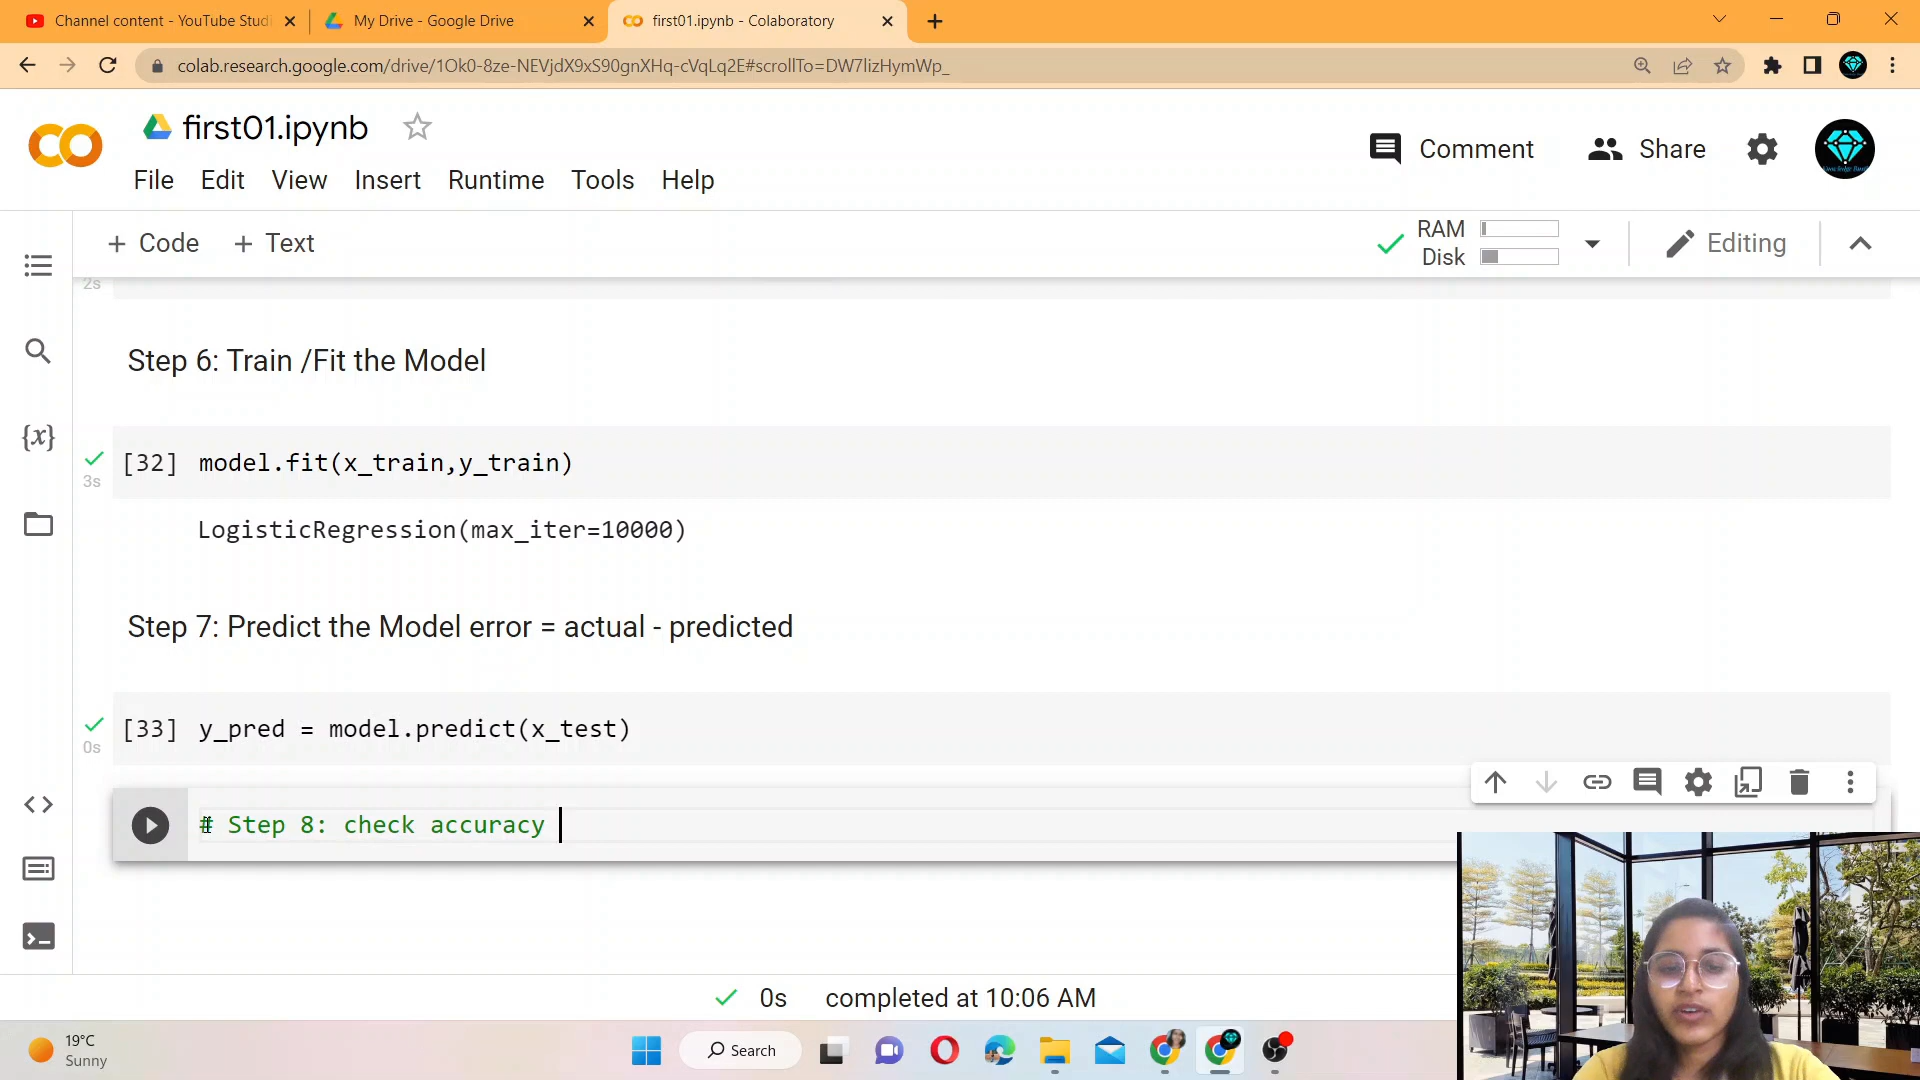 Channel content - YouTube Studi
My Drive - Google Drive
first01.ipynb - Colaboratory
colab.research.google.com/drive/1Ok0-8ze-NEVjdX9xS90gnXHq-cVqLq2E#scrollTo=DW7lizHymWp_
first01.ipynb
Comment
Share
File Edit View Insert Runtime Tools Help
+ Code + Text
RAM
Disk
Editing
2s
Step 6: Train /Fit the Model
[32] model.fit(x_train,y_train)
3s
LogisticRegression(max_iter=10000)
Step 7: Predict the Model error = actual - predicted
[33] y_pred = model.predict(x_test)
0s
# Step 8: check accuracy
0s completed at 10:06 AM
19°C
Sunny
Search